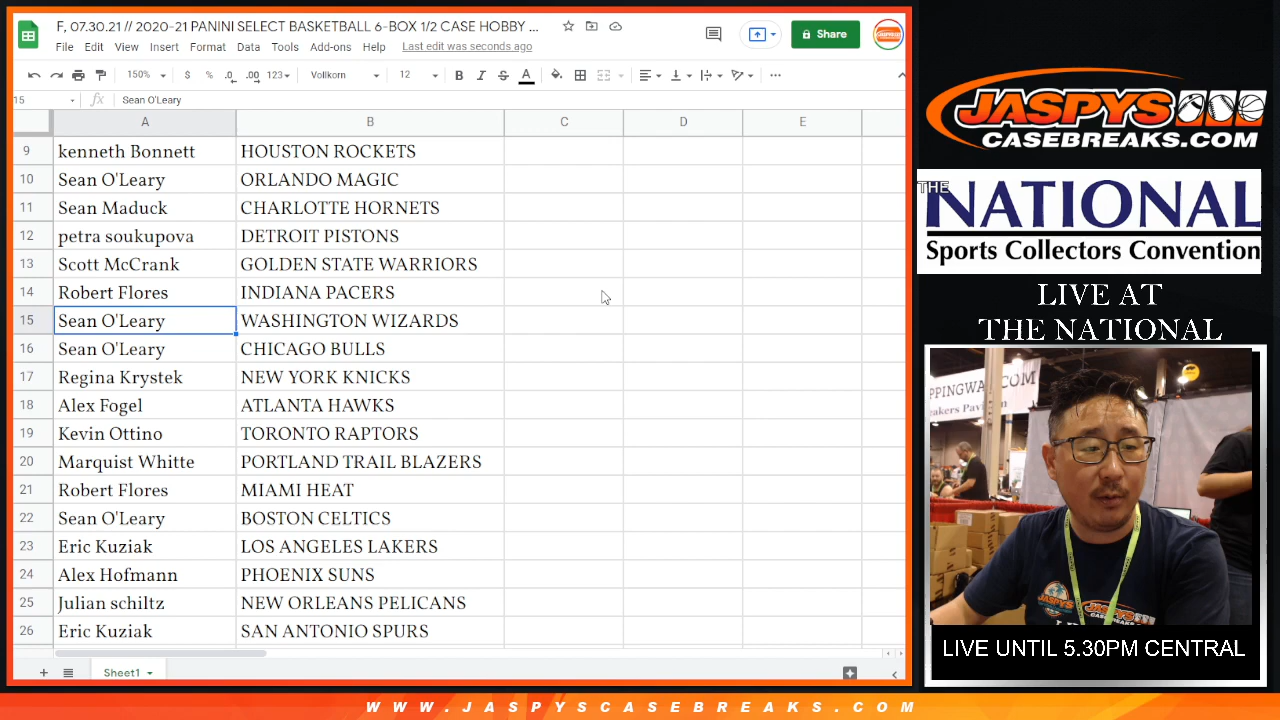 F, 07.30.21 // 2020-21 PANINI SELECT BASKETBALL 6-BOX 1/2 CASE HOBBY ...
File Edit View Insert Format Data Tools Add-ons Help Last edit was seconds ago
Share
150% $ % .0 .00 123 Vollkorn 12 B I S A
15 fx Sean O'Leary
A B C D E
9 kenneth Bonnett HOUSTON ROCKETS
10 Sean O'Leary ORLANDO MAGIC
11 Sean Maduck CHARLOTTE HORNETS
12 petra soukupova DETROIT PISTONS
13 Scott McCrank GOLDEN STATE WARRIORS
14 Robert Flores INDIANA PACERS
15 Sean O'Leary WASHINGTON WIZARDS
16 Sean O'Leary CHICAGO BULLS
17 Regina Krystek NEW YORK KNICKS
18 Alex Fogel ATLANTA HAWKS
19 Kevin Ottino TORONTO RAPTORS
20 Marquist Whitte PORTLAND TRAIL BLAZERS
21 Robert Flores MIAMI HEAT
22 Sean O'Leary BOSTON CELTICS
23 Eric Kuziak LOS ANGELES LAKERS
24 Alex Hofmann PHOENIX SUNS
25 Julian schiltz NEW ORLEANS PELICANS
26 Eric Kuziak SAN ANTONIO SPURS
Sheet1
JASPYS
CASEBREAKS.COM
THE
NATIONAL
Sports Collectors Convention
LIVE AT
THE NATIONAL
PPINGWA .COM
eakers Pavilion
JASPYS
LIVE UNTIL 5.30PM CENTRAL
WWW.JASPYSCASEBREAKS.COM